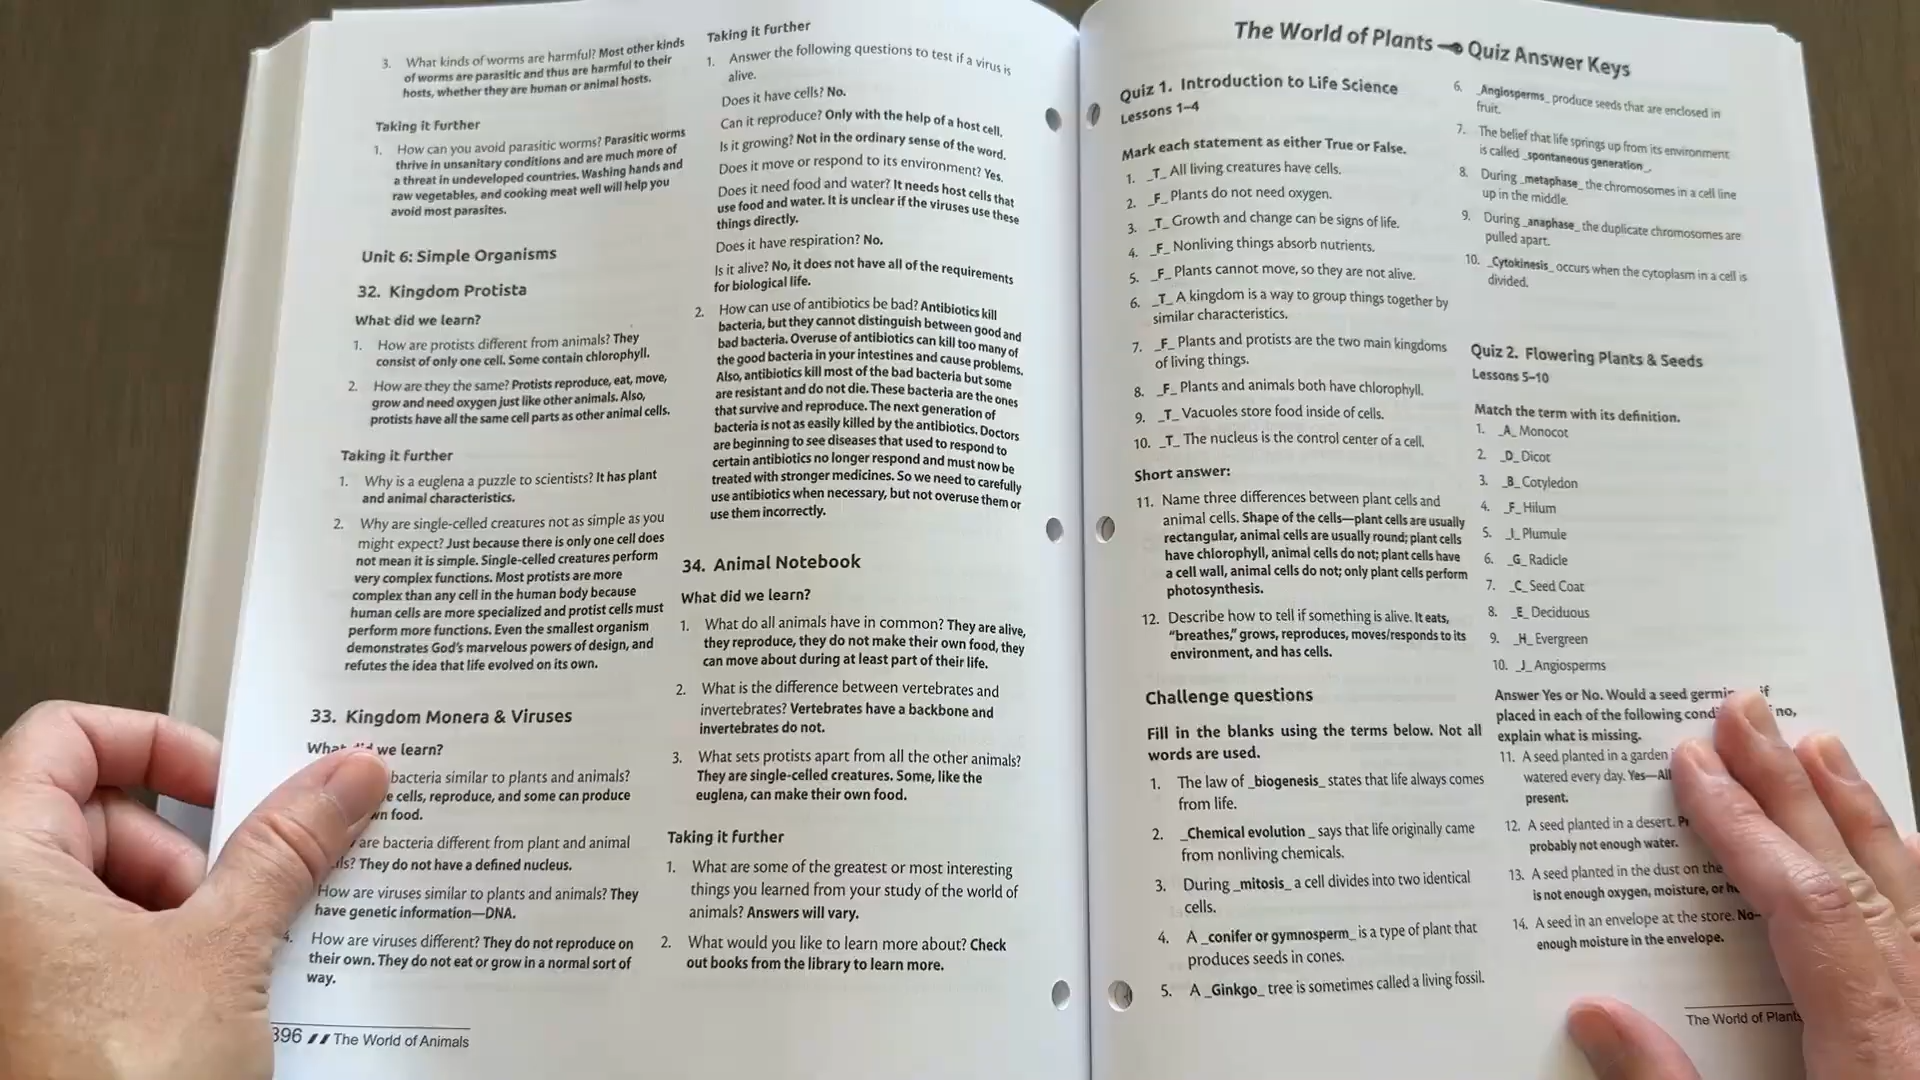 3. What kinds of worms are harmful? Most other kinds
of worms are parasitic and thus are harmful to their
hosts, whether they are human or animal hosts.
Taking it Further
1. How can you avoid parasitic worms? Parasitic worms
thrive in unsanitary conditions and are much more of
a threat in undeveloped countries. Washing hands and
raw vegetables, and cooking meat well will help you
avoid most parasites.
Unit 6: Simple Organisms
32. Kingdom Protista
What did we learn?
1. How are protists different from animals? They
consist of only one cell. Some contain chlorophyll.
2. How are they the same? Protists reproduce, eat, move,
grow and need oxygen just like other animals. Also,
protists have all the same cell parts as other animal cells.
Taking it further
1. Why is a euglena a puzzle to scientists? It has plant
and animal characteristics.
2. Why are single-celled creatures not as simple as you
might expect? Just because there is only one cell does
not mean it is simple. Single-celled creatures perform
very complex functions. Most protists are more
complex than any cell in the human body because
human cells are more specialized and protist cells must
perform more functions. Even the smallest organism
demonstrates God's marvelous powers of design, and
refutes the idea that life evolved on its own.
33. Kingdom Monera & Viruses
What did we learn?
bacteria similar to plants and animals?
cells, reproduce, and some can produce
food.
are bacteria different from plant and animal
They do not have a defined nucleus.
How are viruses similar to plants and animals? They
have genetic information—DNA.
4. How are viruses different? They do not reproduce on
their own. They do not eat or grow in a normal sort of
way.
396 The World of Animals
Taking it further
1. Answer the following questions to test if a virus is
alive.
Does it have cells? No.
Can it reproduce? Only with the help of a host cell.
Is it growing? Not in the ordinary sense of the word.
Does it move or respond to its environment? Yes.
Does it need food and water? It needs host cells that
use food and water. It is unclear if the viruses use these
things directly.
Does it have respiration? No.
Is it alive? No, it does not have all of the requirements
for biological life.
2. How can use of antibiotics be bad? Antibiotics kill
bacteria, but they cannot distinguish between good and
bad bacteria. Overuse of antibiotics can kill too many of
the good bacteria in your intestines and cause problems.
Also, antibiotics kill most of the bad bacteria but some
are resistant and do not die. These bacteria are the ones
that survive and reproduce. The next generation of
bacteria is not as easily killed by the antibiotics. Doctors
are beginning to see diseases that used to respond to
certain antibiotics no longer respond and must now be
treated with stronger medicines. So we need to carefully
use antibiotics when necessary, but not overuse them or
use them incorrectly.
34. Animal Notebook
What did we learn?
1. What do all animals have in common? They are alive,
they reproduce, they do not make their own food, they
can move about during at least part of their life.
2. What is the difference between vertebrates and
invertebrates? Vertebrates have a backbone and
invertebrates do not.
3. What sets protists apart from all the other animals?
They are single-celled creatures. Some, like the
euglena, can make their own food.
Taking it further
1. What are some of the greatest or most interesting
things you learned from your study of the world of
animals? Answers will vary.
2. What would you like to learn more about? Check
out books from the library to learn more.
The World of Plants Quiz Answer Keys
Quiz 1. Introduction to Life Science
Lessons 1–4
Mark each statement as either True or False.
1. _T_ All living creatures have cells.
2. _F_ Plants do not need oxygen.
3. _T_ Growth and change can be signs of life.
4. _F_ Nonliving things absorb nutrients.
5. _F_ Plants cannot move, so they are not alive.
6. _T_ A kingdom is a way to group things together by
similar characteristics.
7. _F_ Plants and protists are the two main kingdoms
of living things.
8. _F_ Plants and animals both have chlorophyll.
9. _T_ Vacuoles store food inside of cells.
10. _T_ The nucleus is the control center of a cell.
Short answer:
11. Name three differences between plant cells and
animal cells. Shape of the cells—plant cells are usually
rectangular, animal cells are usually round; plant cells
have chlorophyll, animal cells do not; plant cells have
a cell wall, animal cells do not; only plant cells perform
photosynthesis.
12. Describe how to tell if something is alive. It eats,
"breathes," grows, reproduces, moves/responds to its
environment, and has cells.
Challenge questions
Fill in the blanks using the terms below. Not all
words are used.
1. The law of _biogenesis_ states that life always comes
from life.
2. _Chemical evolution_ says that life originally came
from nonliving chemicals.
3. During _mitosis_ a cell divides into two identical
cells.
4. A _conifer or gymnosperm_ is a type of plant that
produces seeds in cones.
5. A _Ginkgo_ tree is sometimes called a living fossil.
6. _Angiosperms_ produce seeds that are enclosed in
fruit.
7. The belief that life springs up from its environment
is called _spontaneous generation_.
8. During _metaphase_ the chromosomes in a cell line
up in the middle.
9. During _anaphase_ the duplicate chromosomes are
pulled apart.
10. _Cytokinesis_ occurs when the cytoplasm in a cell is
divided.
Quiz 2. Flowering Plants & Seeds
Lessons 5–10
Match the term with its definition.
1. _A_ Monocot
2. _D_ Dicot
3. _B_ Cotyledon
4. _F_ Hilum
5. _I_ Plumule
6. _G_ Radicle
7. _C_ Seed Coat
8. _E_ Deciduous
9. _H_ Evergreen
10. _J_ Angiosperms
Answer Yes or No. Would a seed if
placed in each of the following no,
explain what is missing.
11. A seed planted in a garden
watered every day. Yes—All
present.
12. A seed planted in a desert.
probably not enough water.
13. A seed planted in the dust on the
is not enough oxygen, moisture, or
14. A seed in an envelope at the store. No–
enough moisture in the envelope.
The World of Plants